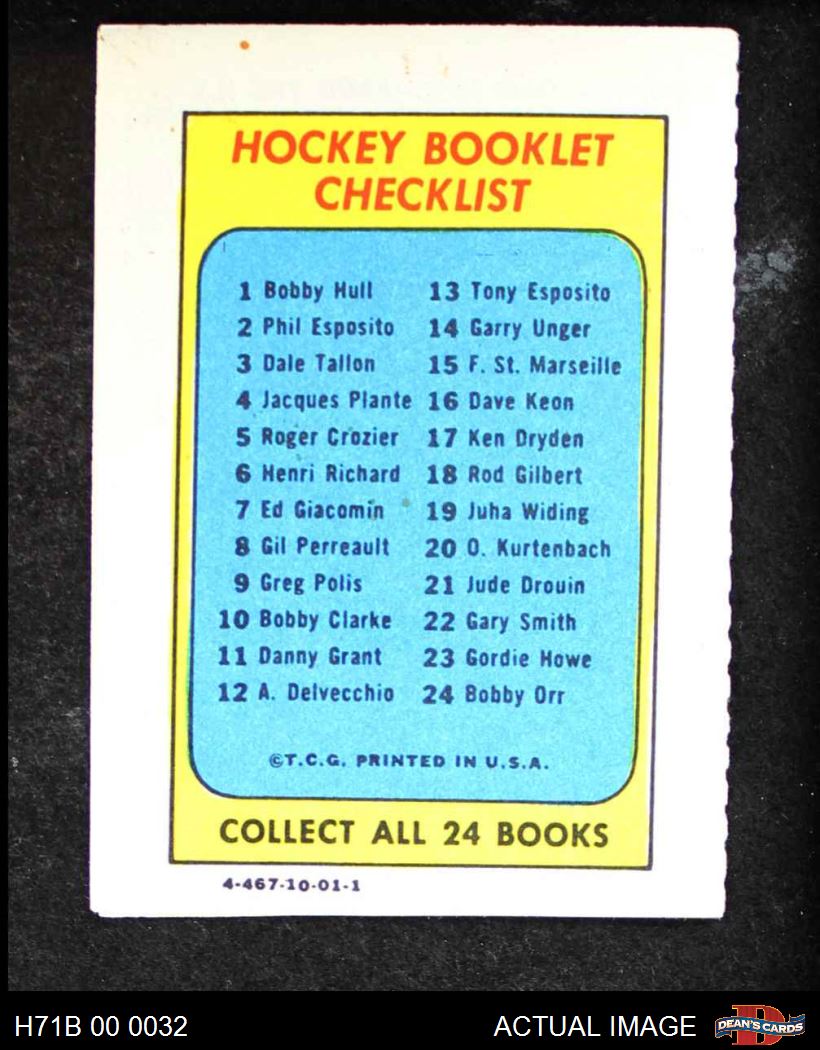 HOCKEY BOOKLET
CHECKLIST
1 Bobby Hull
2 Phil Esposito
3 Dale Tallon
4 Jacques Plante
5 Roger Crozier
6 Henri Richard
7 Ed Giacomin
8 Gil Perreault
9 Greg Polis
10 Bobby Clarke
11 Danny Grant
12 A. Delvecchio
13 Tony Esposito
14 Garry Unger
15 F. St. Marseille
16 Dave Keon
17 Ken Dryden
18 Rod Gilbert
19 Juha Widing
20 O. Kurtenbach
21 Jude Drouin
22 Gary Smith
23 Gordie Howe
24 Bobby Orr
©T.C.G. PRINTED IN U.S.A.
COLLECT ALL 24 BOOKS
4-467-10-01-1
H71B 00 0032
ACTUAL IMAGE
DEAN'S CARDS